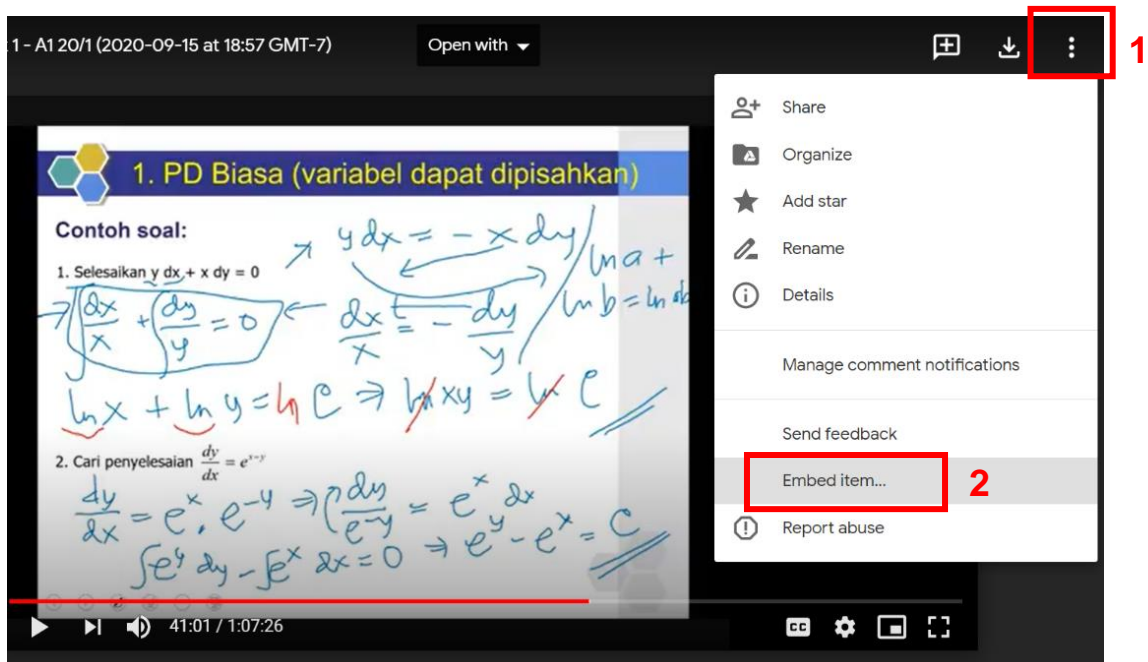 1 - A1 20/1 (2020-09-15 at 18:57 GMT-7)
Open with
1
Share
Organize
Add star
Rename
Details
Manage comment notifications
Send feedback
Embed item...
2
Report abuse
1. PD Biasa (variabel dapat dipisahkan)
Contoh soal:
1. Selesaikan y dx + x dy = 0
y dx = - x dy
ln a +
ln b = ln ab
dx/x + dy/y = 0
dx/x = - dy/y
ln x + ln y = ln C ⇒ ln xy = ln C
2. Cari penyelesaian dy/dx = e^(x-y)
dy/dx = e^x . e^-y ⇒ ∫ dy/e^-y = e^x dx
∫e^y dy - ∫e^x dx = 0 ⇒ e^y - e^x = C
41:01 / 1:07:26
CC